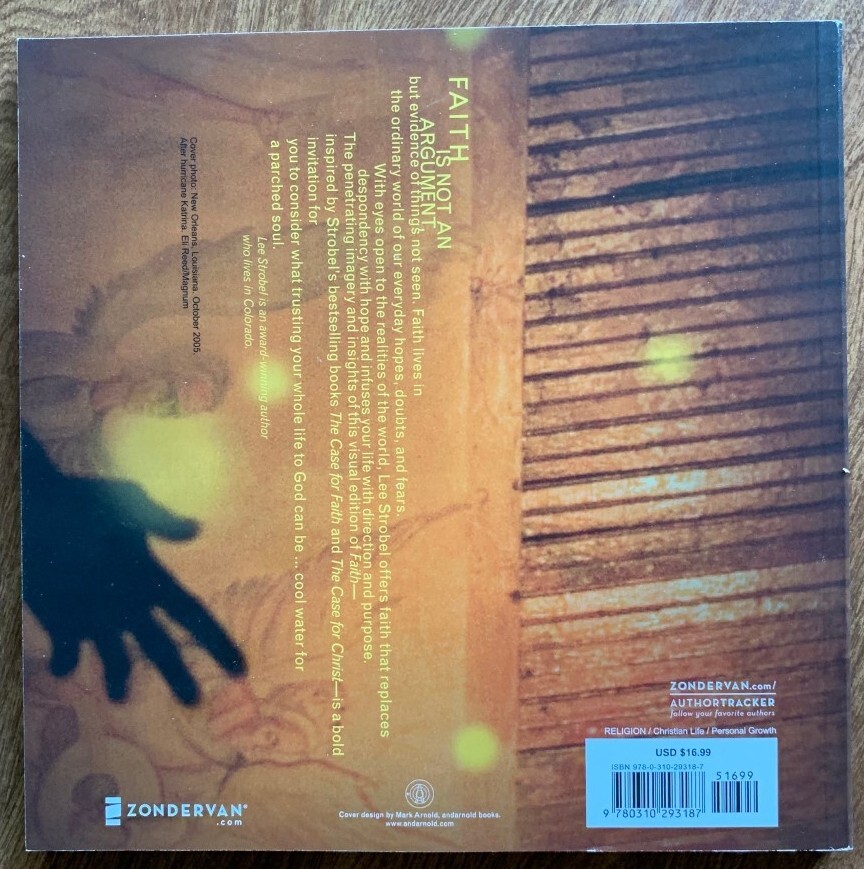 FAITH
IS NOT AN
ARGUMENT,
but evidence of things not seen. Faith lives in
the ordinary world of our everyday hopes, doubts, and fears.
With eyes open to the realities of the world, Lee Strobel offers faith that replaces
despondency with hope and infuses your life with direction and purpose.
The penetrating imagery and insights of this visual edition of Faith—
inspired by Strobel's bestselling books The Case for Faith and The Case for Christ—is a bold
invitation for
you to consider what trusting your whole life to God can be ... cool water for
a parched soul.
Lee Strobel is an award-winning author
who lives in Colorado.
Cover photo: New Orleans, Louisiana. October 2005
After hurricane Katrina. Eli Reed/Magnum
ZONDERVAN.com/
AUTHORTRACKER
follow your favorite authors
RELIGION / Christian Life / Personal Growth
USD $16.99
ISBN 978-0-310-29318-7
51699
9 780310 293187
Cover design by Mark Arnold, andarnold books.
www.andarnold.com
ZONDERVAN®
.com